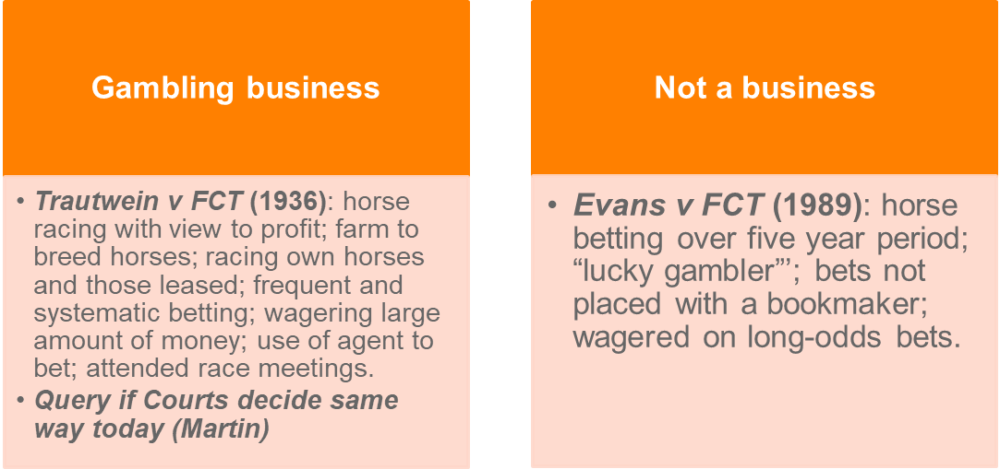 Gambling business
• Trautwein v FCT (1936): horse
racing with view to profit; farm to
breed horses; racing own horses
and those leased; frequent and
systematic betting; wagering large
amount of money; use of agent to
bet; attended race meetings.
• Query if Courts decide same
way today (Martin)
Not a business
• Evans v FCT (1989): horse
betting over five year period;
“lucky gambler”’; bets not
placed with a bookmaker;
wagered on long-odds bets.